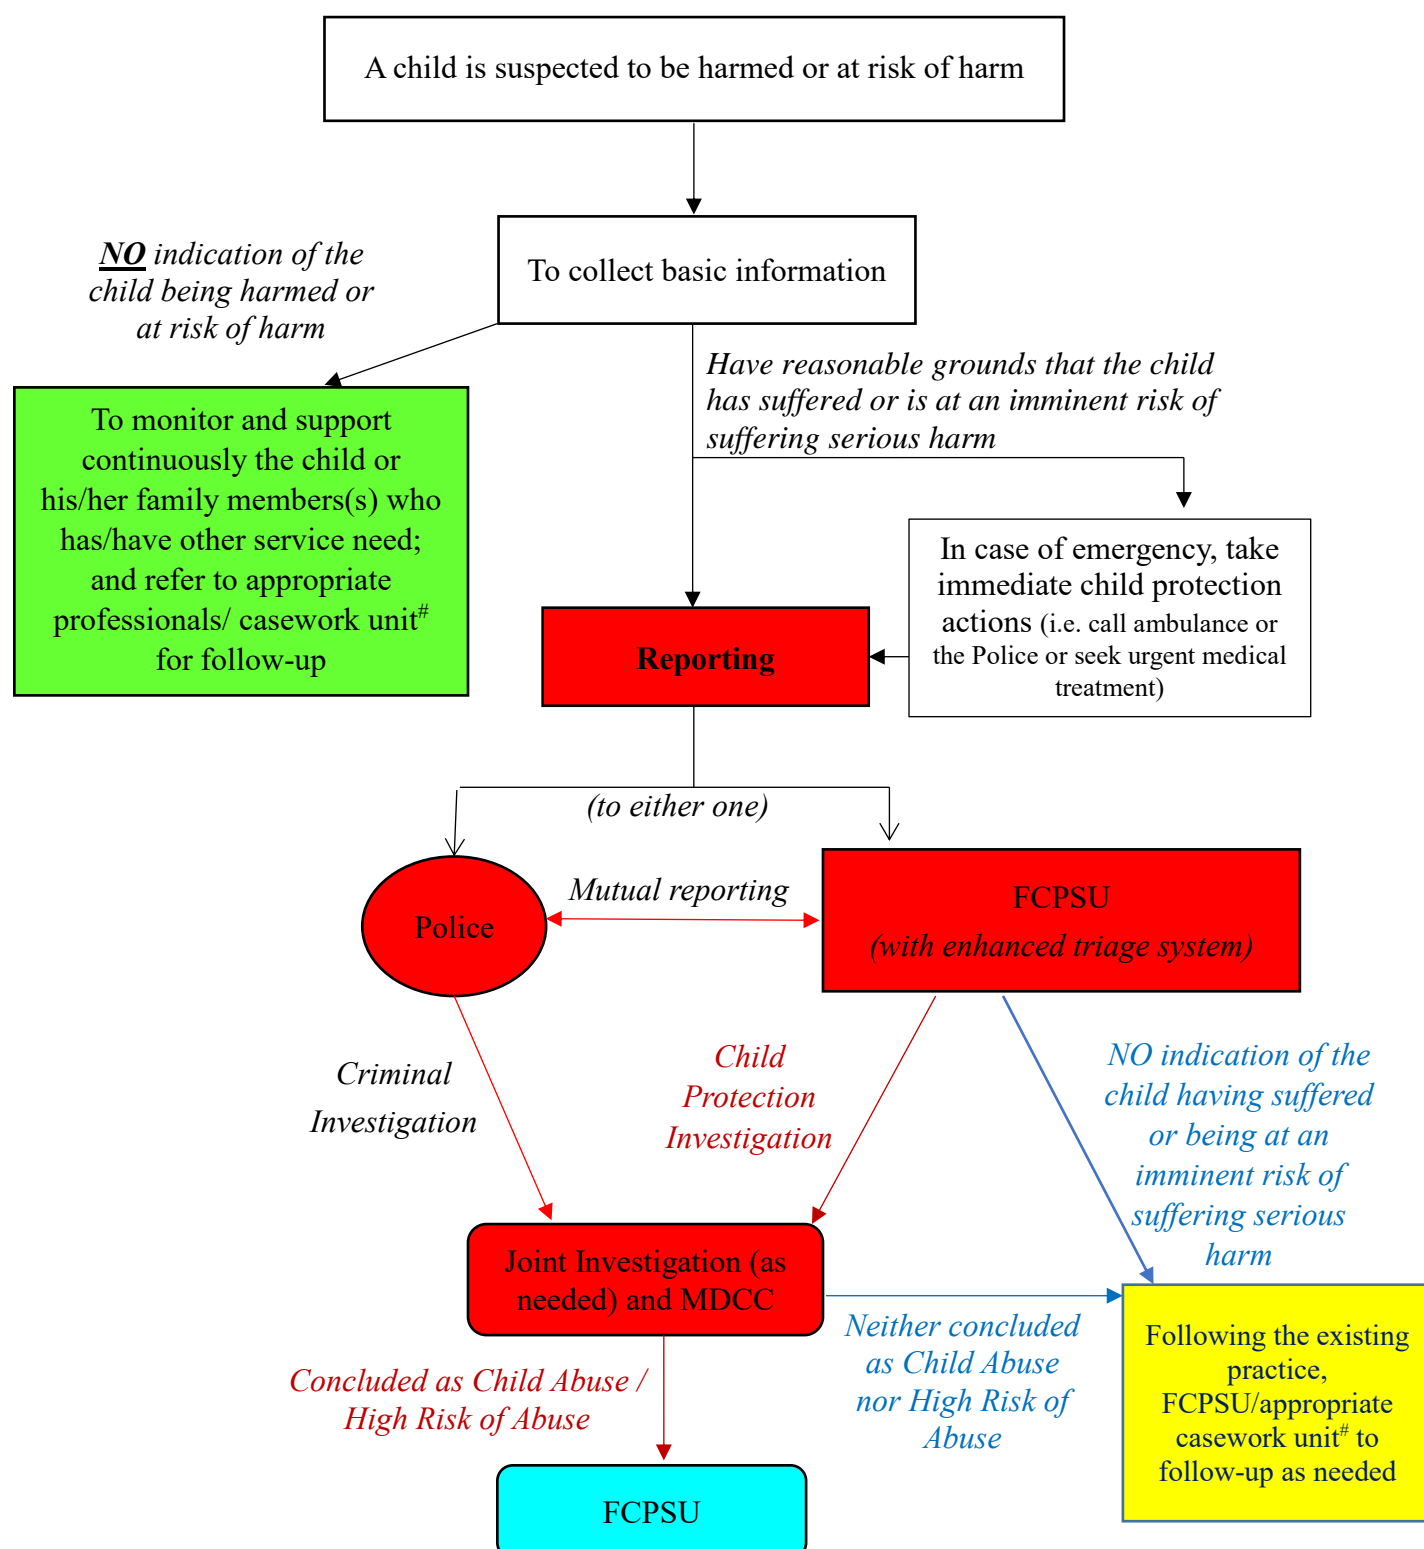 A child is suspected to be harmed or at risk of harm
To collect basic information
NO indication of the
child being harmed or
at risk of harm
Have reasonable grounds that the child
has suffered or is at an imminent risk of
suffering serious harm
To monitor and support
continuously the child or
his/her family members(s) who
has/have other service need;
and refer to appropriate
professionals/ casework unit#
for follow-up
In case of emergency, take
immediate child protection
actions (i.e. call ambulance or
the Police or seek urgent medical
treatment)
Reporting
(to either one)
Police
Mutual reporting
FCPSU
(with enhanced triage system)
Criminal
Investigation
Child
Protection
Investigation
NO indication of the
child having suffered
or being at an
imminent risk of
suffering serious
harm
Joint Investigation (as
needed) and MDCC
Neither concluded
as Child Abuse
nor High Risk of
Abuse
Following the existing
practice,
FCPSU/appropriate
casework unit# to
follow-up as needed
Concluded as Child Abuse /
High Risk of Abuse
FCPSU